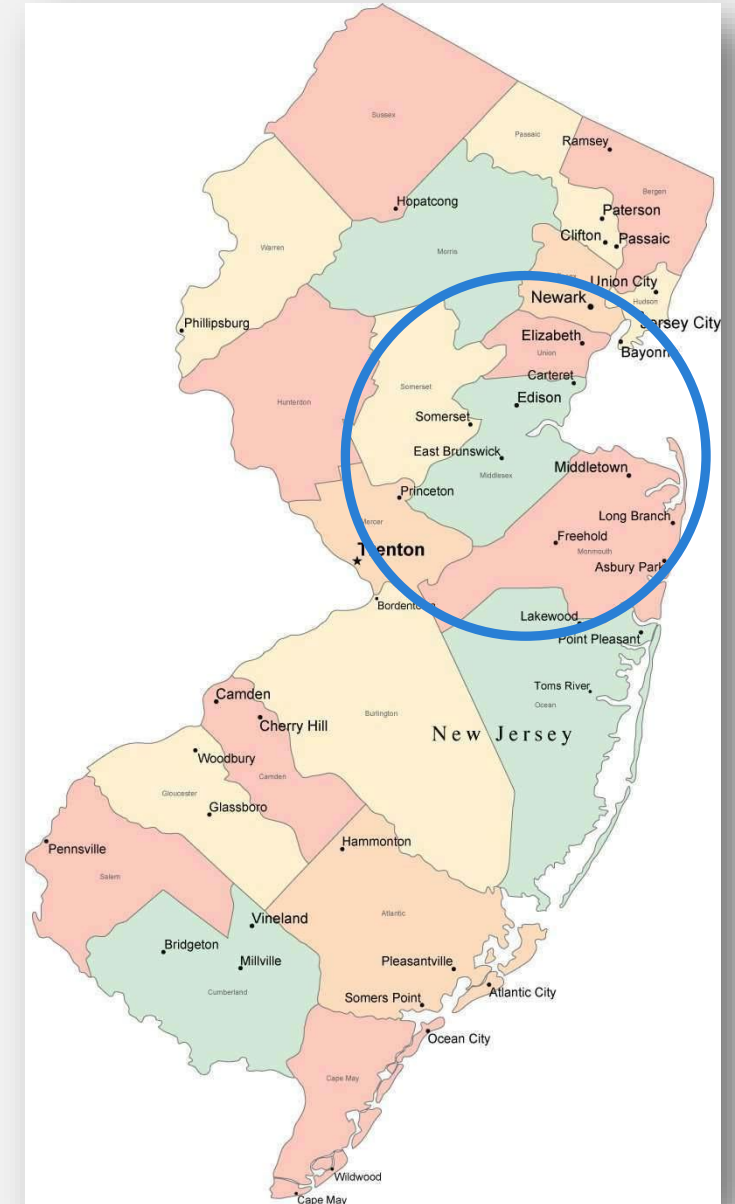 Sussex
Passaic
Ramsey
Bergen
Hopatcong
Paterson
Clifton
Passaic
Morris
Warren
Union City
Newark
Hudson
Jersey City
Phillipsburg
Elizabeth
Bayonne
Union
Carteret
Somerset
Edison
Hunterdon
Somerset
East Brunswick
Middletown
Middlesex
Princeton
Long Branch
Mercer
Freehold
Trenton
Monmouth
Asbury Park
Bordentown
Lakewood
Point Pleasant
Toms River
Camden
Ocean
Burlington
Cherry Hill
New Jersey
Woodbury
Camden
Gloucester
Glassboro
Hammonton
Pennsville
Salem
Atlantic
Vineland
Bridgeton
Millville
Pleasantville
Cumberland
Somers Point
Atlantic City
Ocean City
Cape May
Wildwood
Cape May